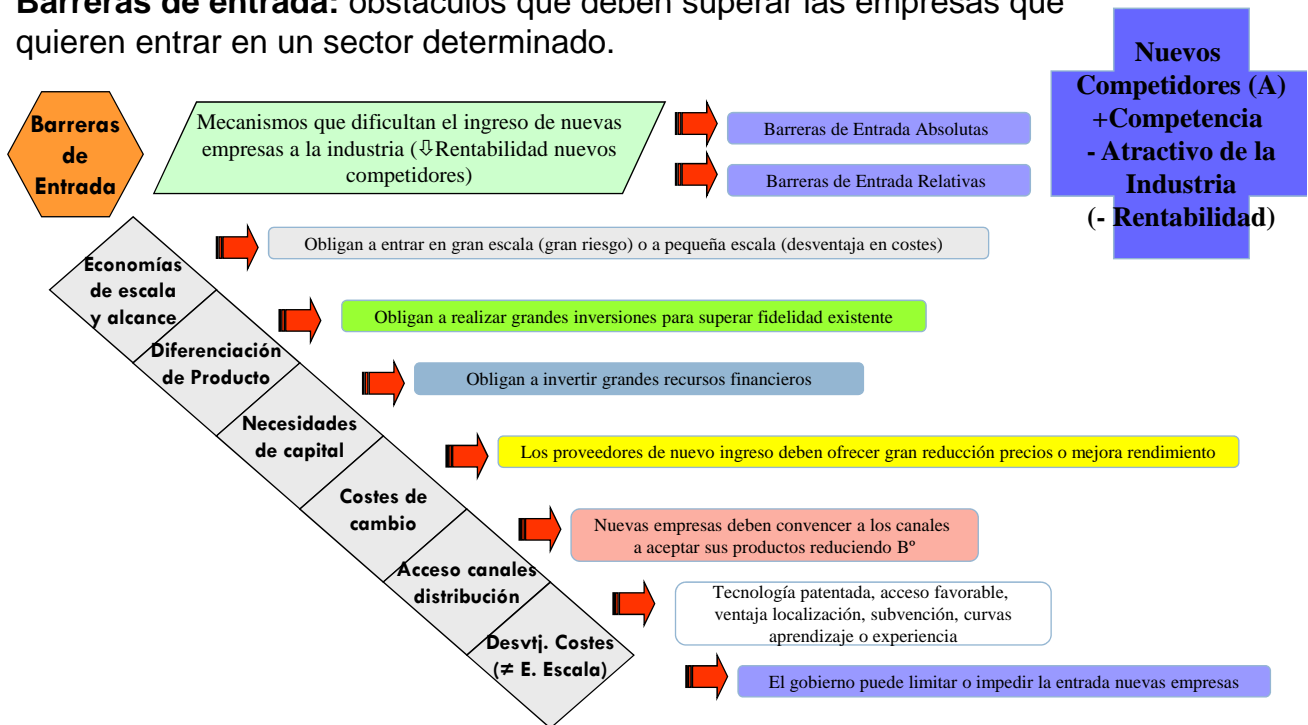 Barreras de entrada: obstáculos que deben superar las empresas que
quieren entrar en un sector determinado.
Nuevos
Competidores (A)
+Competencia
- Atractivo de la
Industria
(- Rentabilidad)
Barreras
de
Entrada
Mecanismos que dificultan el ingreso de nuevas
empresas a la industria (⇩Rentabilidad nuevos
competidores)
Barreras de Entrada Absolutas
Barreras de Entrada Relativas
Economías
de escala
y alcance
Obligan a entrar en gran escala (gran riesgo) o a pequeña escala (desventaja en costes)
Diferenciación
de Producto
Obligan a realizar grandes inversiones para superar fidelidad existente
Necesidades
de capital
Obligan a invertir grandes recursos financieros
Costes de
cambio
Los proveedores de nuevo ingreso deben ofrecer gran reducción precios o mejora rendimiento
Acceso canales
distribución
Nuevas empresas deben convencer a los canales
a aceptar sus productos reduciendo Bº
Desvtj. Costes
(≠ E. Escala)
Tecnología patentada, acceso favorable,
ventaja localización, subvención, curvas
aprendizaje o experiencia
El gobierno puede limitar o impedir la entrada nuevas empresas